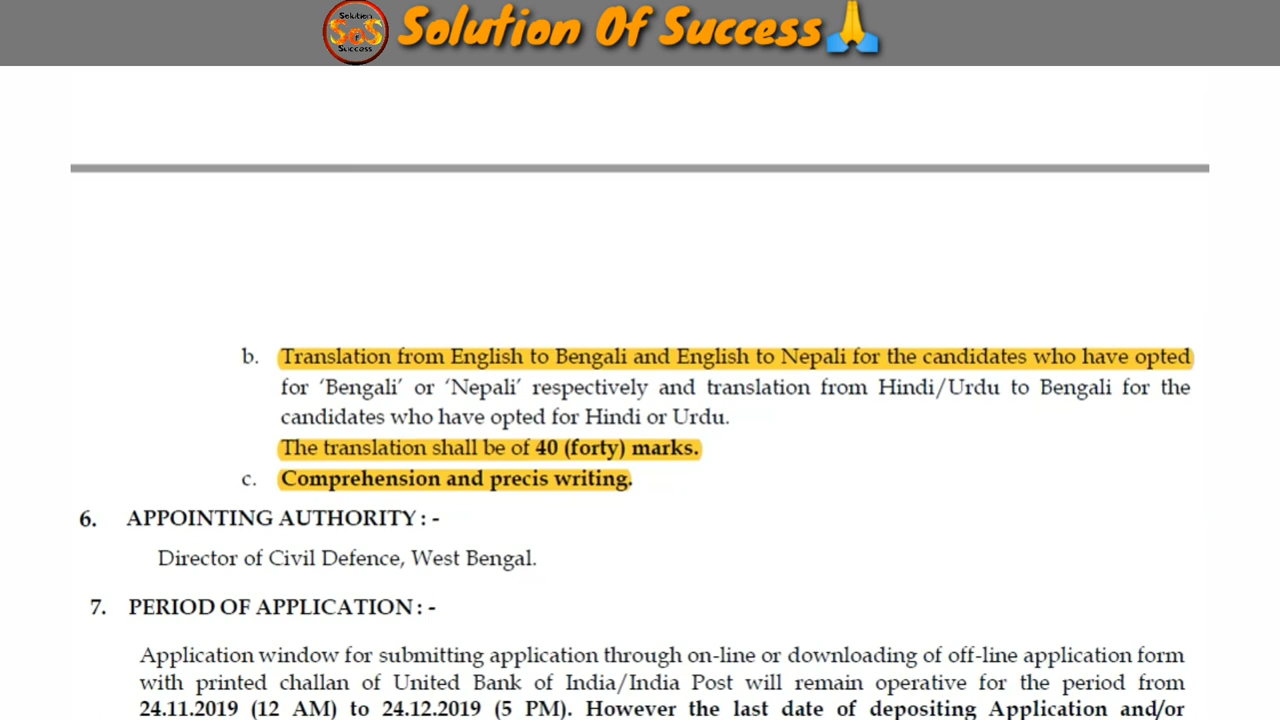 Solution
SoS
Success
Solution Of Success🙏
b. Translation from English to Bengali and English to Nepali for the candidates who have opted
for ‘Bengali’ or ‘Nepali’ respectively and translation from Hindi/Urdu to Bengali for the
candidates who have opted for Hindi or Urdu.
The translation shall be of 40 (forty) marks.
c. Comprehension and precis writing.
6. APPOINTING AUTHORITY : -
Director of Civil Defence, West Bengal.
7. PERIOD OF APPLICATION : -
Application window for submitting application through on-line or downloading of off-line application form
with printed challan of United Bank of India/India Post will remain operative for the period from
24.11.2019 (12 AM) to 24.12.2019 (5 PM). However the last date of depositing Application and/or